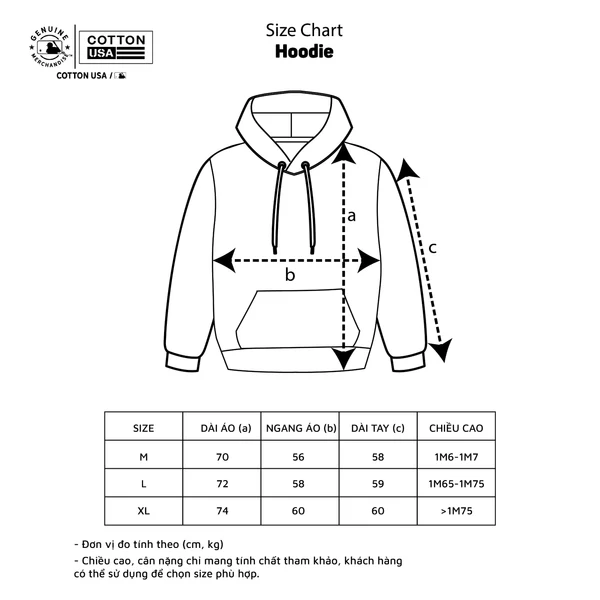 Size Chart
Hoodie
GENUINE
MERCHANDISE
COTTON
USA
COTTON USA /
a
b
c
SIZE DÀI ÁO (a) NGANG ÁO (b) DÀI TAY (c) CHIỀU CAO
M 70 56 58 1M6-1M7
L 72 58 59 1M65-1M75
XL 74 60 60 >1M75
- Đơn vị đo tính theo (cm, kg)
- Chiều cao, cân nặng chỉ mang tính chất tham khảo, khách hàng
có thể sử dụng để chọn size phù hợp.